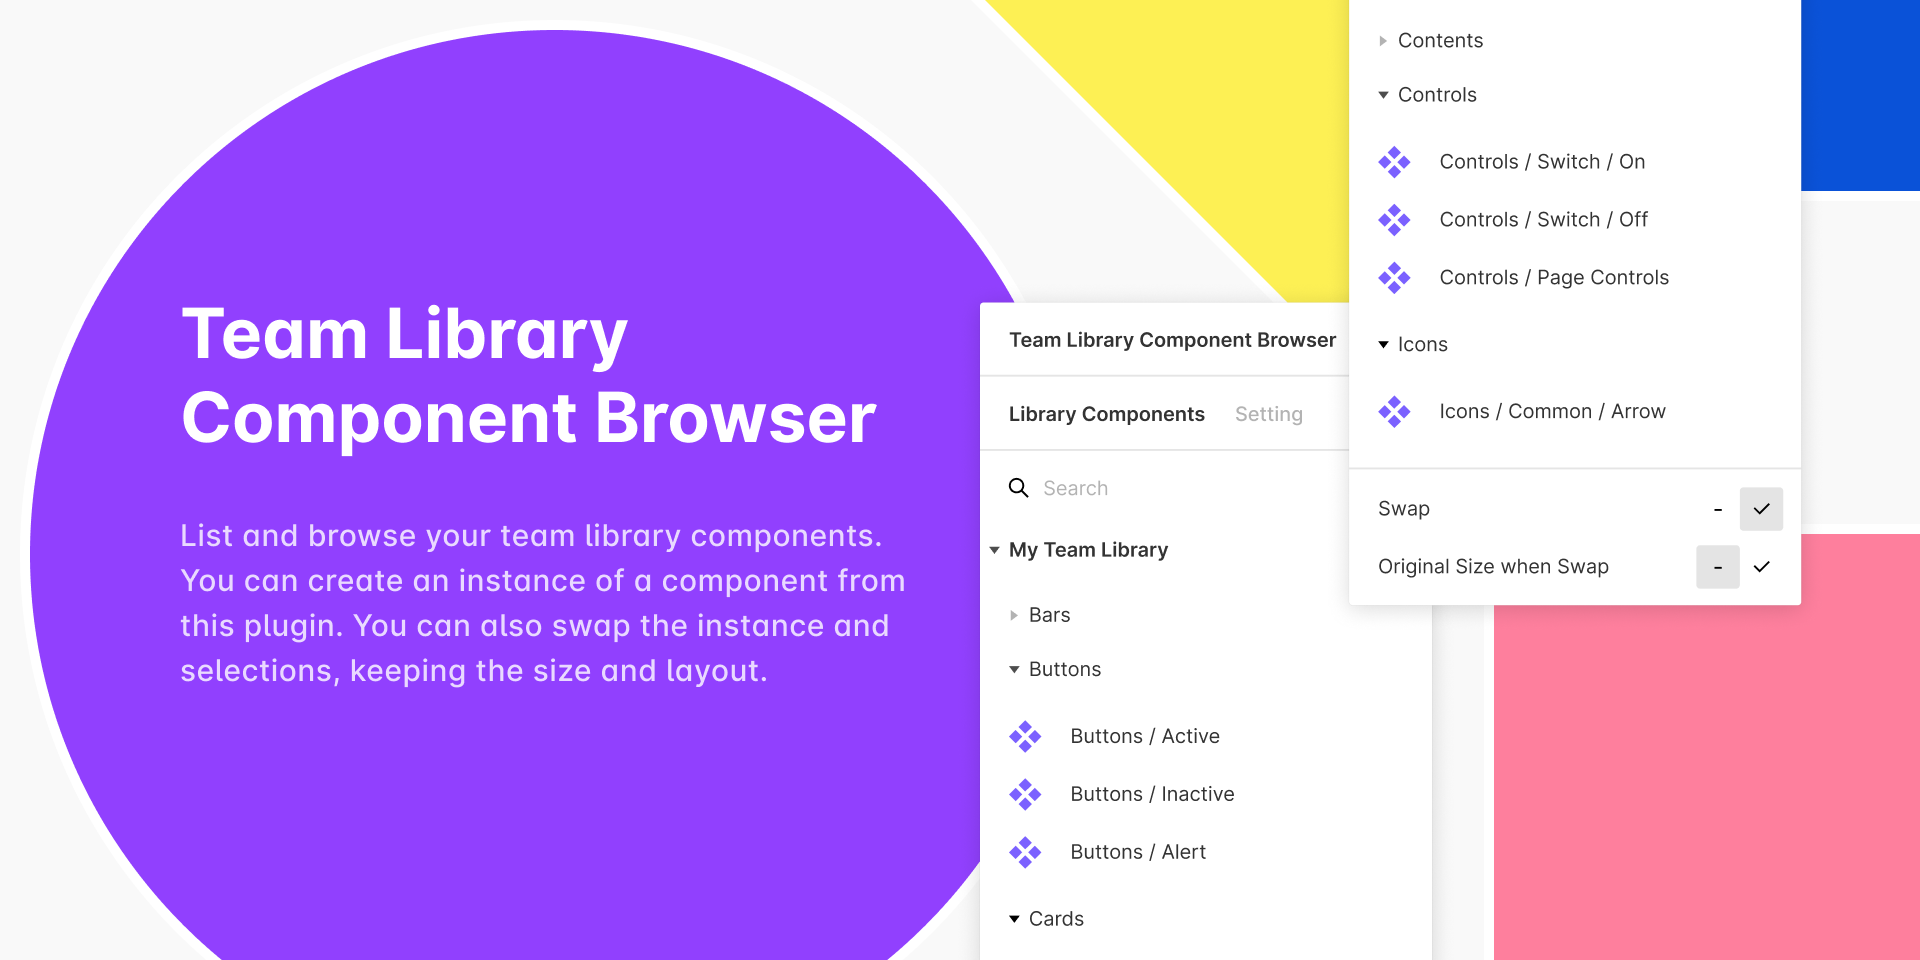 Team Library
Component Browser
List and browse your team library components.
You can create an instance of a component from
this plugin. You can also swap the instance and
selections, keeping the size and layout.
Team Library Component Browser
Library Components Setting
Search
My Team Library
Bars
Buttons
Buttons / Active
Buttons / Inactive
Buttons / Alert
Cards
Contents
Controls
Controls / Switch / On
Controls / Switch / Off
Controls / Page Controls
Icons
Icons / Common / Arrow
Swap - ✓
Original Size when Swap - ✓